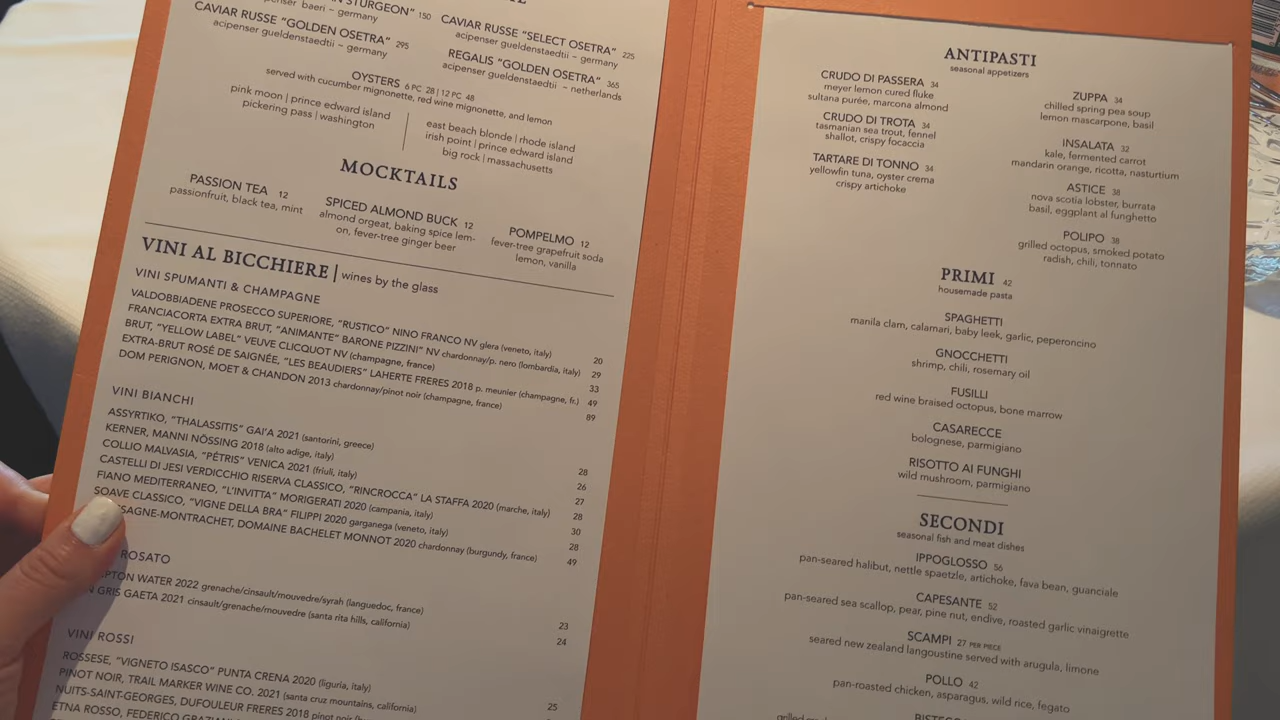 STURGEON" 150
baeri ~ germany
CAVIAR RUSSE "GOLDEN OSETRA" 295
acipenser gueldenstaedtii ~ germany
CAVIAR RUSSE "SELECT OSETRA" 225
acipenser gueldenstaedtii ~ germany
REGALIS "GOLDEN OSETRA" 365
acipenser gueldenstaedtii ~ netherlands
OYSTERS 6 PC 28 | 12 PC 48
served with cucumber mignonette, red wine mignonette, and lemon
pink moon | prince edward island
pickering pass | washington
east beach blonde | rhode island
irish point | prince edward island
big rock | massachusetts
MOCKTAILS
PASSION TEA 12
passionfruit, black tea, mint
SPICED ALMOND BUCK 12
almond orgeat, baking spice lem-
on, fever-tree ginger beer
POMPELMO 12
fever-tree grapefruit soda
lemon, vanilla
VINI AL BICCHIERE | wines by the glass
VINI SPUMANTI & CHAMPAGNE
VALDOBBIADENE PROSECCO SUPERIORE, "RUSTICO" NINO FRANCO NV glera (veneto, italy) 20
FRANCIACORTA EXTRA BRUT, "ANIMANTE" BARONE PIZZINI" NV chardonnay/p. nero (lombardia, italy) 29
BRUT, "YELLOW LABEL" VEUVE CLICQUOT NV (champagne, france) 33
EXTRA-BRUT ROSÉ DE SAIGNÉE, "LES BEAUDIERS" LAHERTE FRERES 2018 p. meunier (champagne, fr.) 49
DOM PERIGNON, MOET & CHANDON 2013 chardonnay/pinot noir (champagne, france) 89
VINI BIANCHI
ASSYRTIKO, "THALASSITIS" GAI'A 2021 (santorini, greece) 28
KERNER, MANNI NÖSSING 2018 (alto adige, italy) 26
COLLIO MALVASIA, "PÉTRIS" VENICA 2021 (friuli, italy) 27
CASTELLI DI JESI VERDICCHIO RISERVA CLASSICO, "RINCROCCA" LA STAFFA 2020 (marche, italy) 28
FIANO MEDITERRANEO, "L'INVITTA" MORIGERATI 2020 (campania, italy) 30
SOAVE CLASSICO, "VIGNE DELLA BRA" FILIPPI 2020 garganega (veneto, italy) 28
SSAGNE-MONTRACHET, DOMAINE BACHELET MONNOT 2020 chardonnay (burgundy, france) 49
ROSATO
PTON WATER 2022 grenache/cinsault/mouvedre/syrah (languedoc, france) 23
GRIS GAETA 2021 cinsault/grenache/mouvedre (santa rita hills, california) 24
VINI ROSSI
ROSSESE, "VIGNETO ISASCO" PUNTA CRENA 2020 (liguria, italy) 25
PINOT NOIR, TRAIL MARKER WINE CO. 2021 (santa cruz mountains, california)
NUITS-SAINT-GEORGES, DUFOULEUR FRERES 2018 pinot noir
ETNA ROSSO, FEDERICO
ANTIPASTI
seasonal appetizers
CRUDO DI PASSERA 34
meyer lemon cured fluke
sultana purée, marcona almond
CRUDO DI TROTA 34
tasmanian sea trout, fennel
shallot, crispy focaccia
TARTARE DI TONNO 34
yellowfin tuna, oyster crema
crispy artichoke
ZUPPA 34
chilled spring pea soup
lemon mascarpone, basil
INSALATA 32
kale, fermented carrot
mandarin orange, ricotta, nasturtium
ASTICE 38
nova scotia lobster, burrata
basil, eggplant al funghetto
POLIPO 38
grilled octopus, smoked potato
radish, chili, tonnato
PRIMI 42
housemade pasta
SPAGHETTI
manila clam, calamari, baby leek, garlic, peperoncino
GNOCCHETTI
shrimp, chili, rosemary oil
FUSILLI
red wine braised octopus, bone marrow
CASARECCE
bolognese, parmigiano
RISOTTO AI FUNGHI
wild mushroom, parmigiano
SECONDI
seasonal fish and meat dishes
IPPOGLOSSO 56
pan-seared halibut, nettle spaetzle, artichoke, fava bean, guanciale
CAPESANTE 52
pan-seared sea scallop, pear, pine nut, endive, roasted garlic vinaigrette
SCAMPI 27 PER PIECE
seared new zealand langoustine served with arugula, limone
POLLO 42
pan-roasted chicken, asparagus, wild rice, fegato